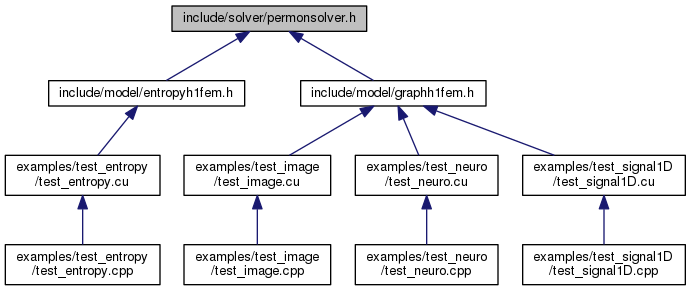 include/solver/permonsolver.h
include/model/entropyh1fem.h
include/model/graphh1fem.h
examples/test_entropy
/test_entropy.cu
examples/test_image
/test_image.cu
examples/test_neuro
/test_neuro.cu
examples/test_signal1D
/test_signal1D.cu
examples/test_entropy
/test_entropy.cpp
examples/test_image
/test_image.cpp
examples/test_neuro
/test_neuro.cpp
examples/test_signal1D
/test_signal1D.cpp